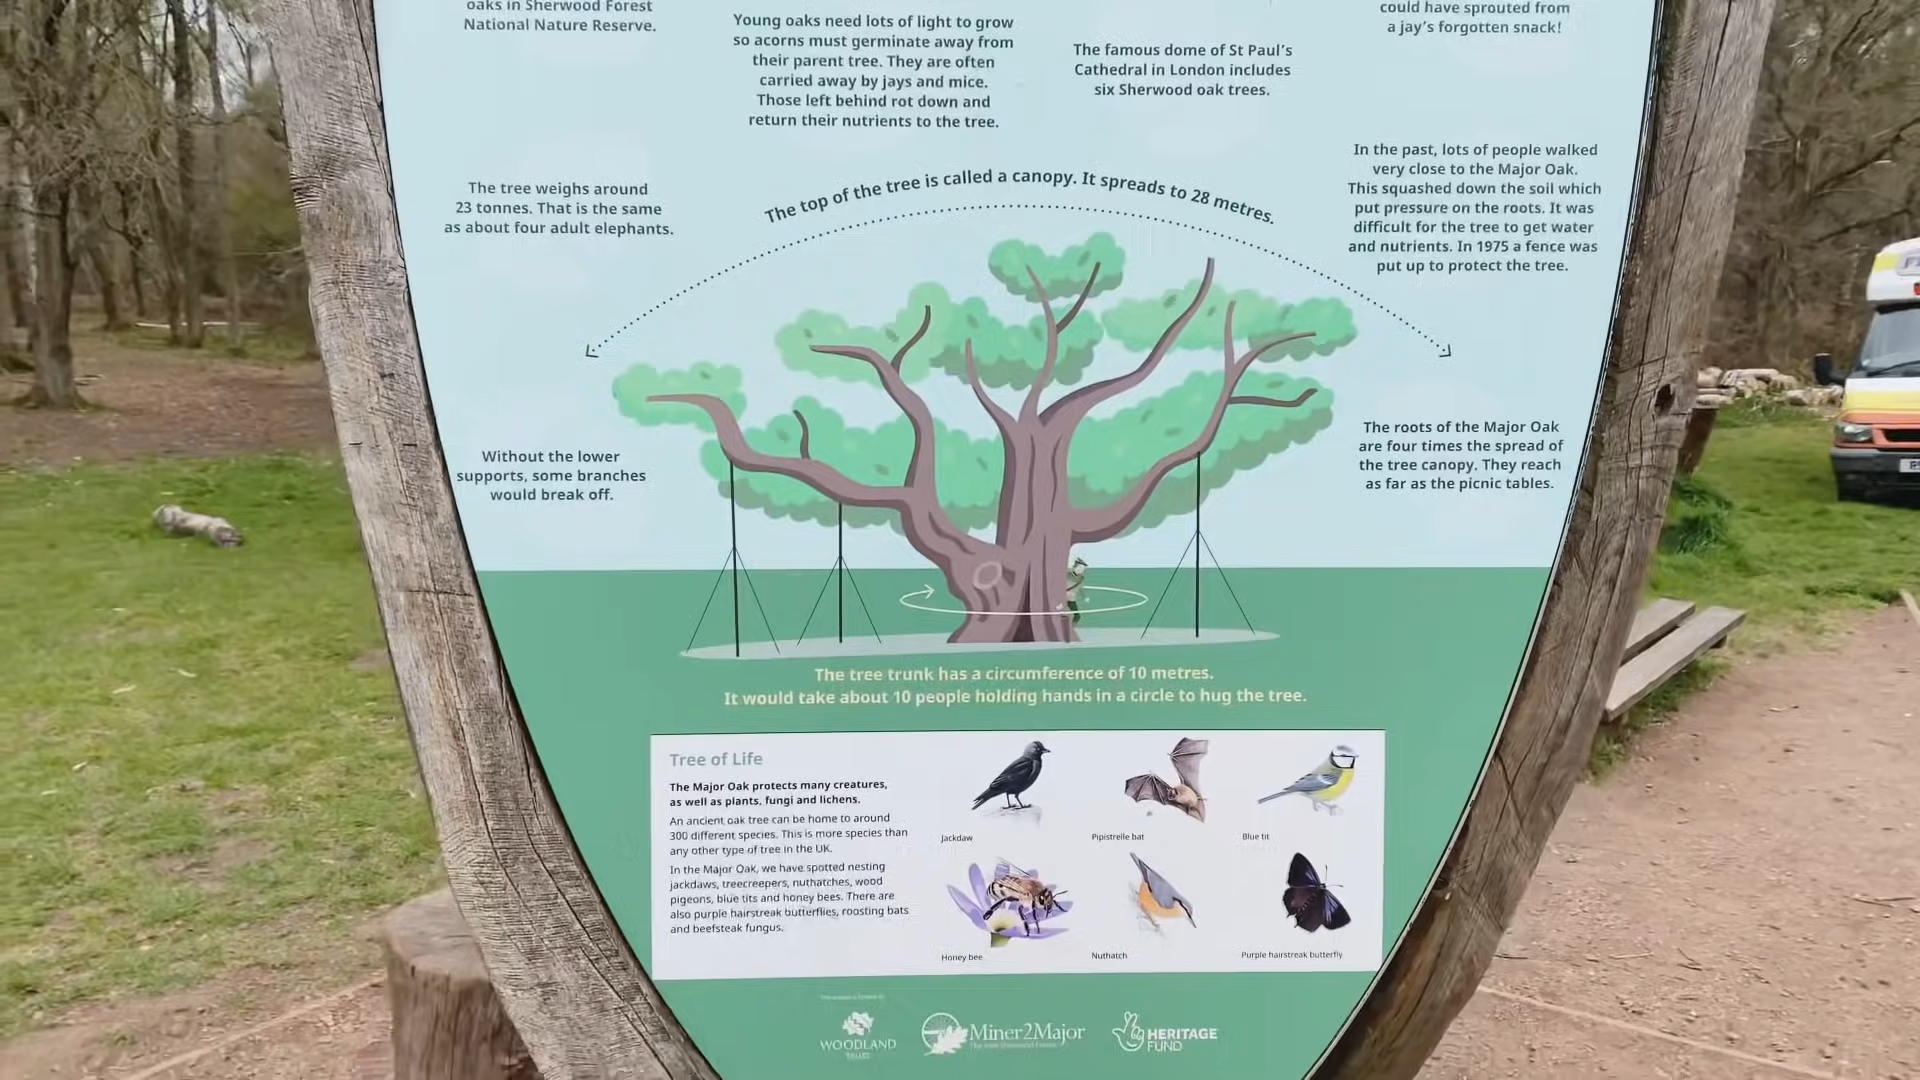 oaks in Sherwood Forest
National Nature Reserve.
Young oaks need lots of light to grow
so acorns must germinate away from
their parent tree. They are often
carried away by jays and mice.
Those left behind rot down and
return their nutrients to the tree.
The famous dome of St Paul's
Cathedral in London includes
six Sherwood oak trees.
could have sprouted from
a jay's forgotten snack!
The tree weighs around
23 tonnes. That is the same
as about four adult elephants.
The top of the tree is called a canopy. It spreads to 28 metres.
In the past, lots of people walked
very close to the Major Oak.
This squashed down the soil which
put pressure on the roots. It was
difficult for the tree to get water
and nutrients. In 1975 a fence was
put up to protect the tree.
Without the lower
supports, some branches
would break off.
The roots of the Major Oak
are four times the spread of
the tree canopy. They reach
as far as the picnic tables.
The tree trunk has a circumference of 10 metres.
It would take about 10 people holding hands in a circle to hug the tree.
Tree of Life
The Major Oak protects many creatures,
as well as plants, fungi and lichens.
An ancient oak tree can be home to around
300 different species. This is more species than
any other type of tree in the UK.
In the Major Oak, we have spotted nesting
jackdaws, treecreepers, nuthatches, wood
pigeons, blue tits and honey bees. There are
also purple hairstreak butterflies, roosting bats
and beefsteak fungus.
Jackdaw
Pipistrelle bat
Blue tit
Honey bee
Nuthatch
Purple hairstreak butterfly
WOODLAND
TRUST
Miner2Major
HERITAGE
FUND